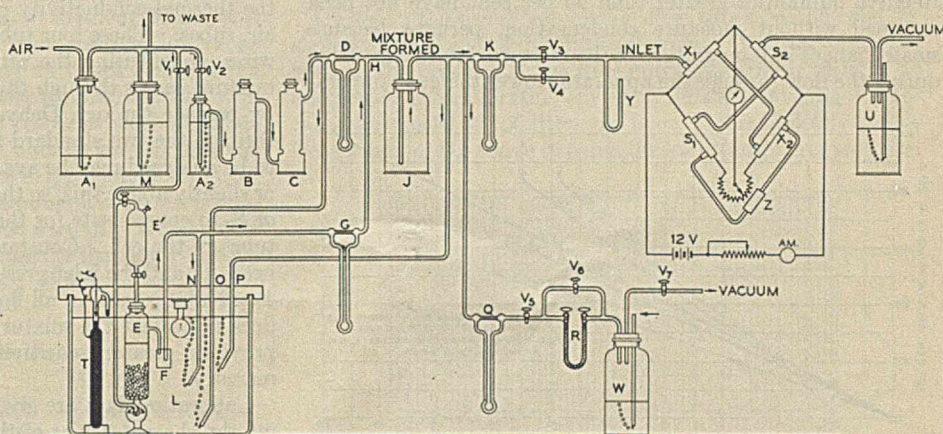 TO WASTE
AIR
V1
V2
A1
M
A2
B
C
D
H
MIXTURE
FORMED
J
K
V3
V4
INLET
Y
X1
S2
S1
X2
Z
12 V
AM.
VACUUM
U
E'
G
N
O
P
T
E
F
L
Q
V5
V6
R
V7
VACUUM
W